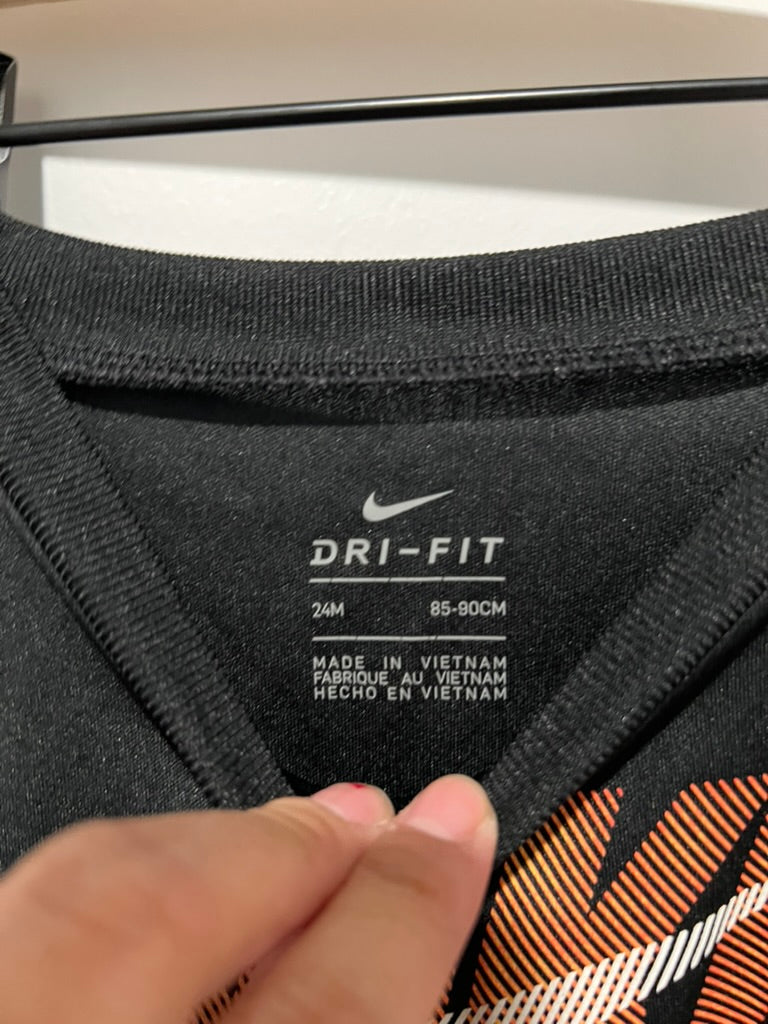 DRI-FIT
24M 85-90CM
MADE IN VIETNAM
FABRIQUE AU VIETNAM
HECHO EN VIETNAM